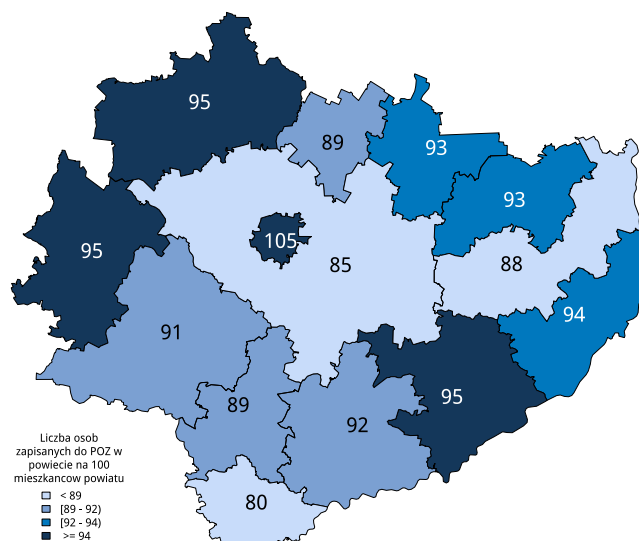 95
89
93
93
95
105
85
88
94
91
95
89
92
80
Liczba osob
zapisanych do POZ w
powiecie na 100
mieszkancow powiatu
< 89
[89 - 92)
[92 - 94)
>= 94